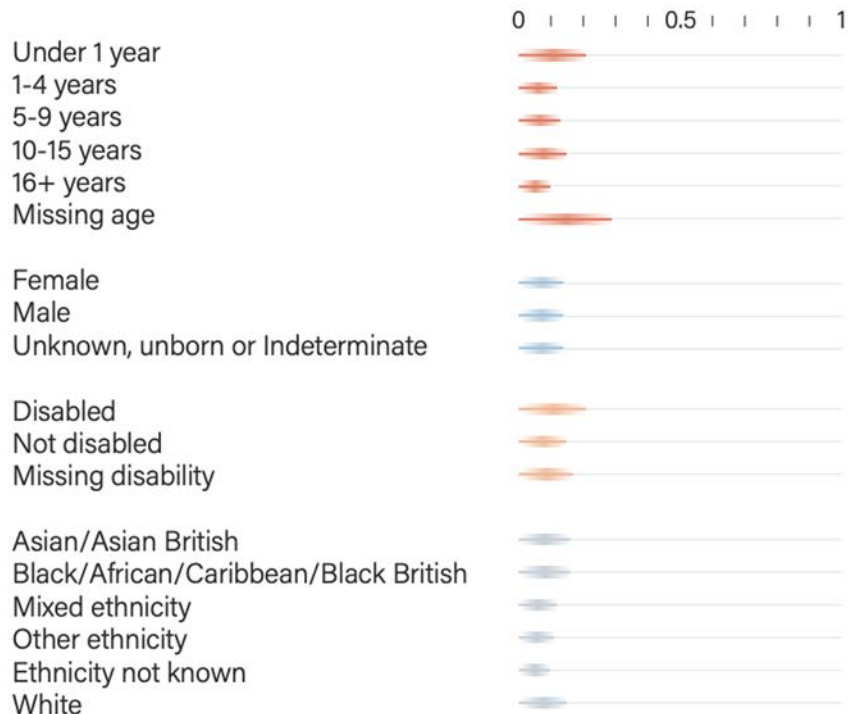 0 0.5 1
Under 1 year
1-4 years
5-9 years
10-15 years
16+ years
Missing age
Female
Male
Unknown, unborn or Indeterminate
Disabled
Not disabled
Missing disability
Asian/Asian British
Black/African/Caribbean/Black British
Mixed ethnicity
Other ethnicity
Ethnicity not known
White